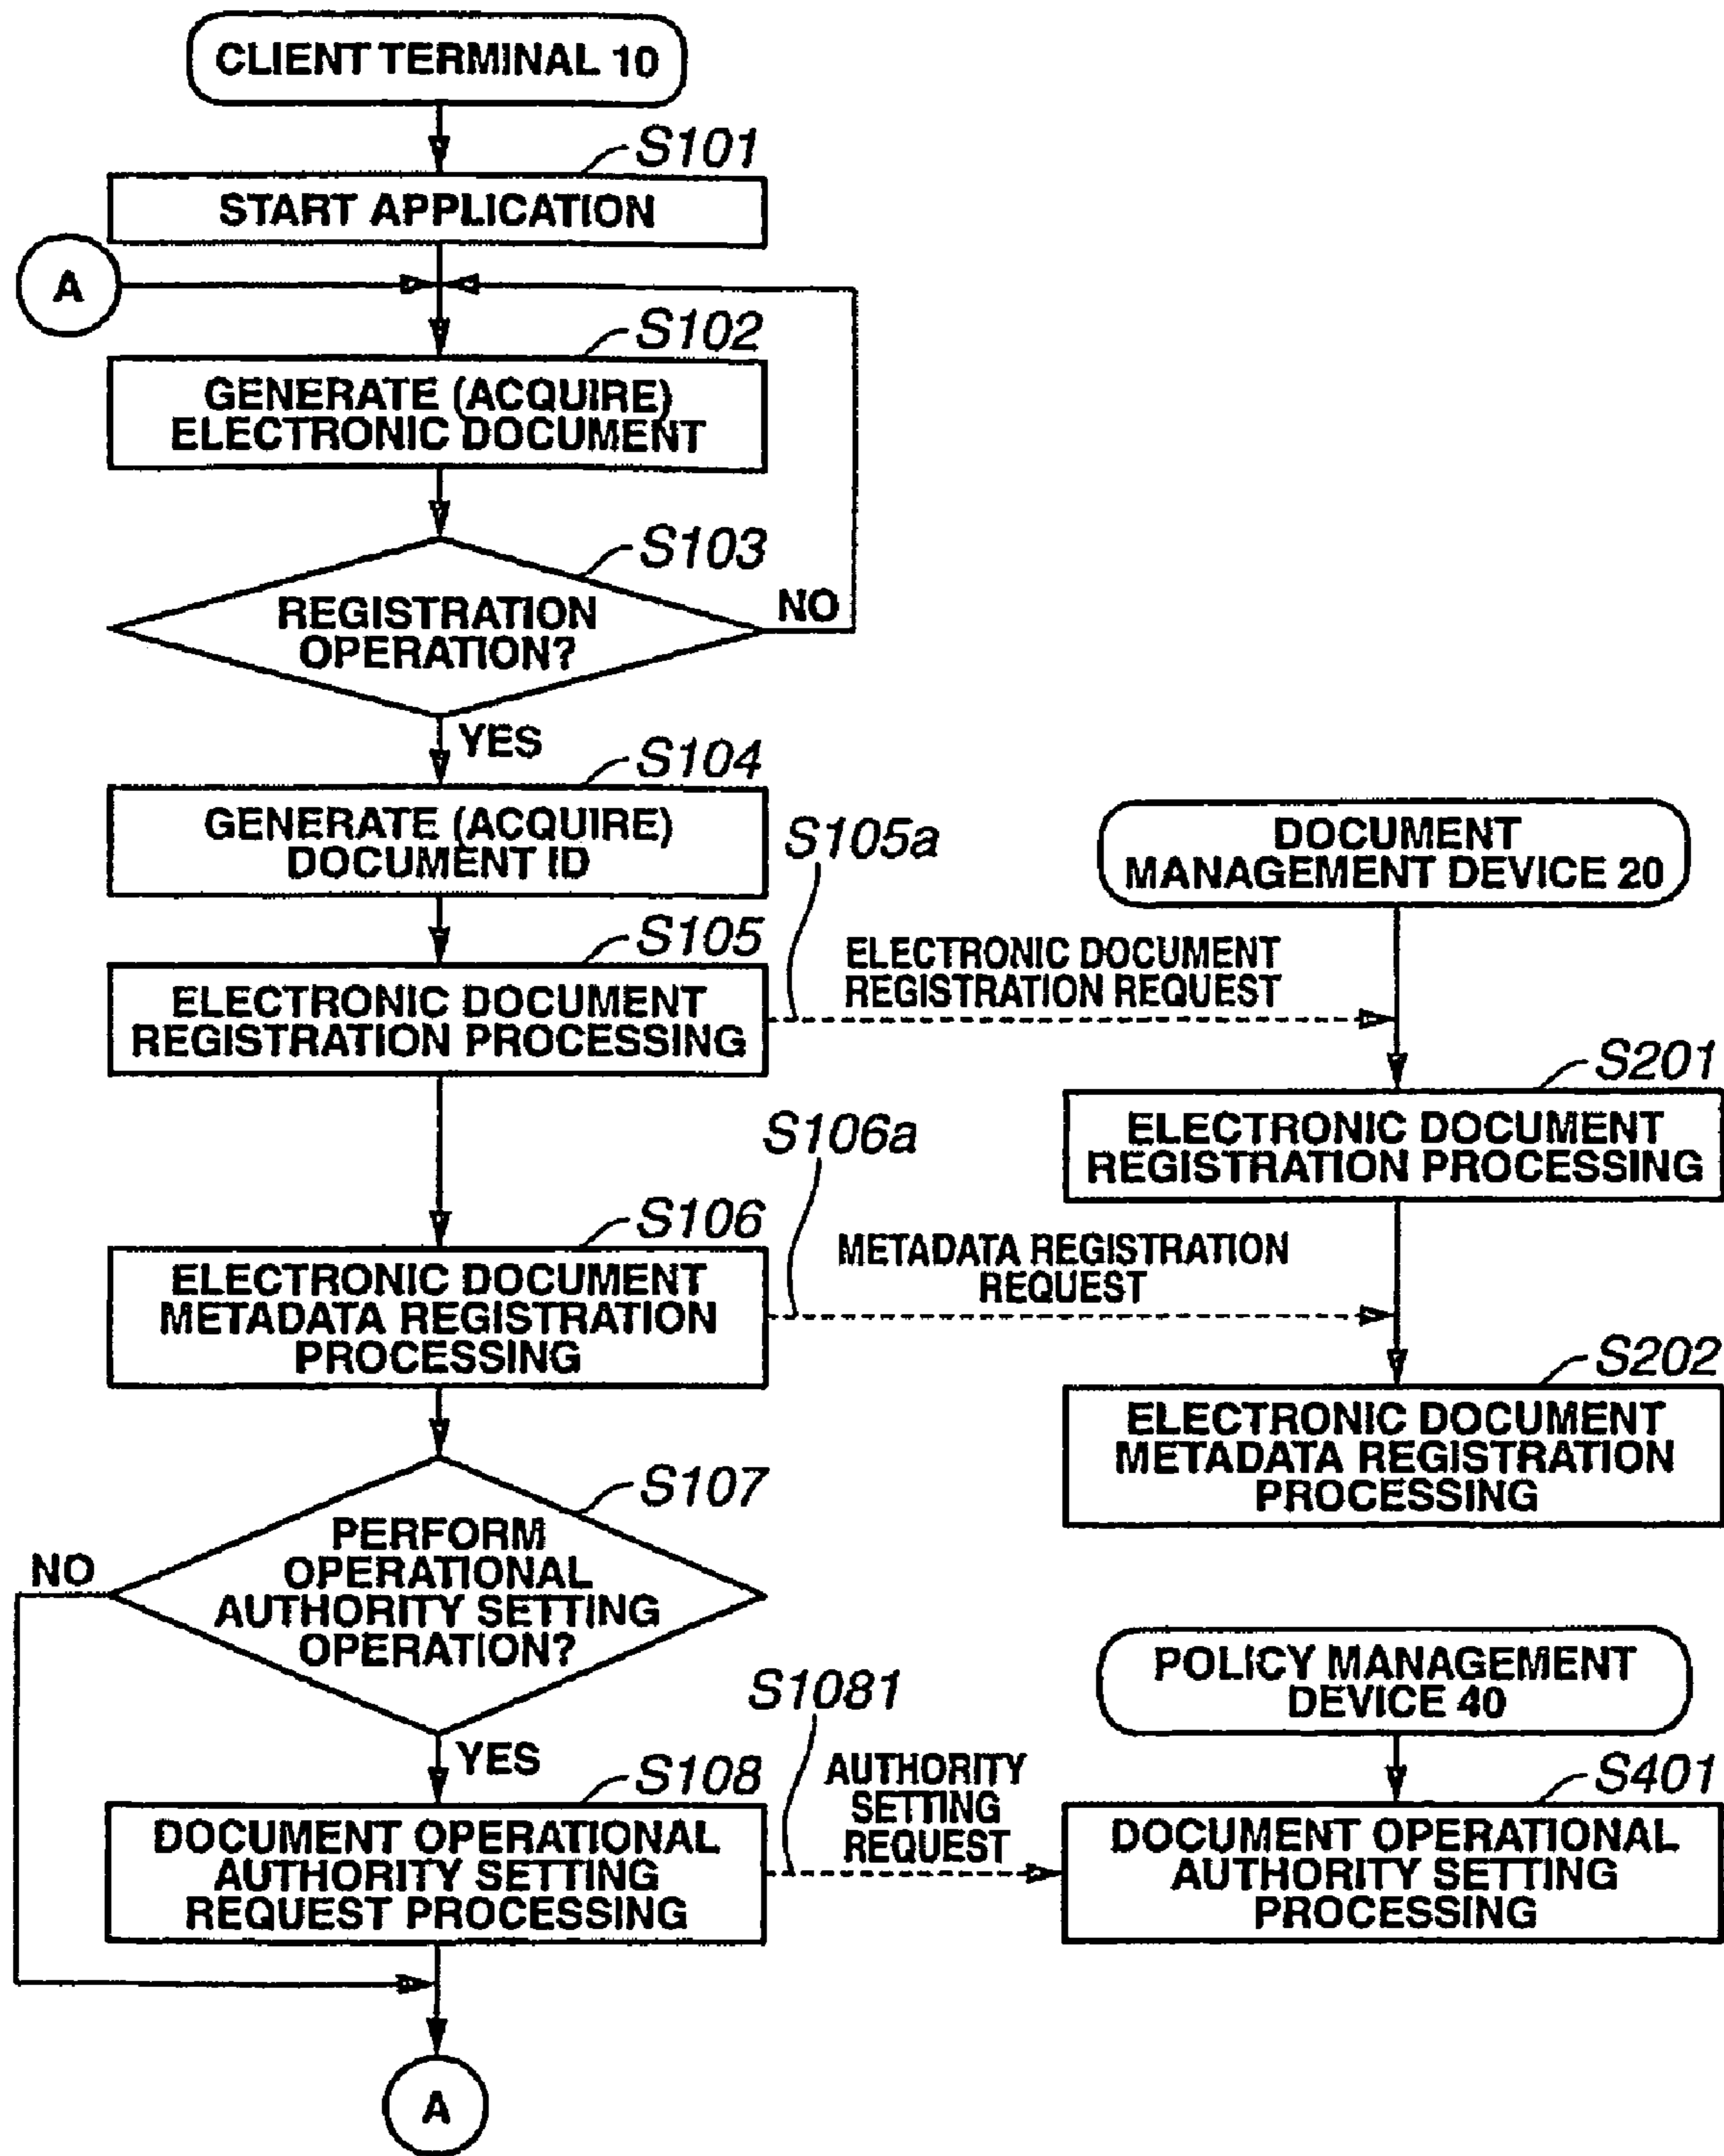 CLIENT TERMINAL 10
S101
START APPLICATION
A
S102
GENERATE (ACQUIRE)
ELECTRONIC DOCUMENT
S103
REGISTRATION
OPERATION?
NO
YES
S104
GENERATE (ACQUIRE)
DOCUMENT ID
S105a
DOCUMENT
MANAGEMENT DEVICE 20
S105
ELECTRONIC DOCUMENT
REGISTRATION PROCESSING
ELECTRONIC DOCUMENT
REGISTRATION REQUEST
S201
ELECTRONIC DOCUMENT
REGISTRATION PROCESSING
S106a
S106
ELECTRONIC DOCUMENT
METADATA REGISTRATION
PROCESSING
METADATA REGISTRATION
REQUEST
S202
ELECTRONIC DOCUMENT
METADATA REGISTRATION
PROCESSING
S107
PERFORM
OPERATIONAL
AUTHORITY SETTING
OPERATION?
NO
YES
S1081
POLICY MANAGEMENT
DEVICE 40
S108
DOCUMENT OPERATIONAL
AUTHORITY SETTING
REQUEST PROCESSING
AUTHORITY
SETTING
REQUEST
S401
DOCUMENT OPERATIONAL
AUTHORITY SETTING
PROCESSING
A